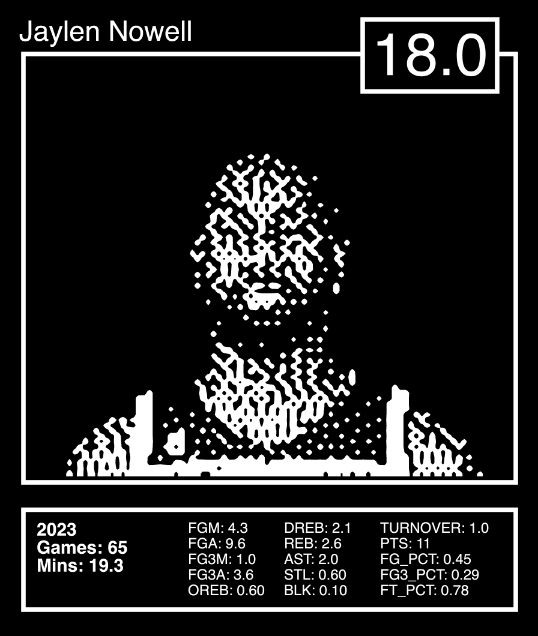 Jaylen Nowell
18.0
2023
Games: 65
Mins: 19.3
FGM: 4.3
FGA: 9.6
FG3M: 1.0
FG3A: 3.6
OREB: 0.60
DREB: 2.1
REB: 2.6
AST: 2.0
STL: 0.60
BLK: 0.10
TURNOVER: 1.0
PTS: 11
FG_PCT: 0.45
FG3_PCT: 0.29
FT_PCT: 0.78